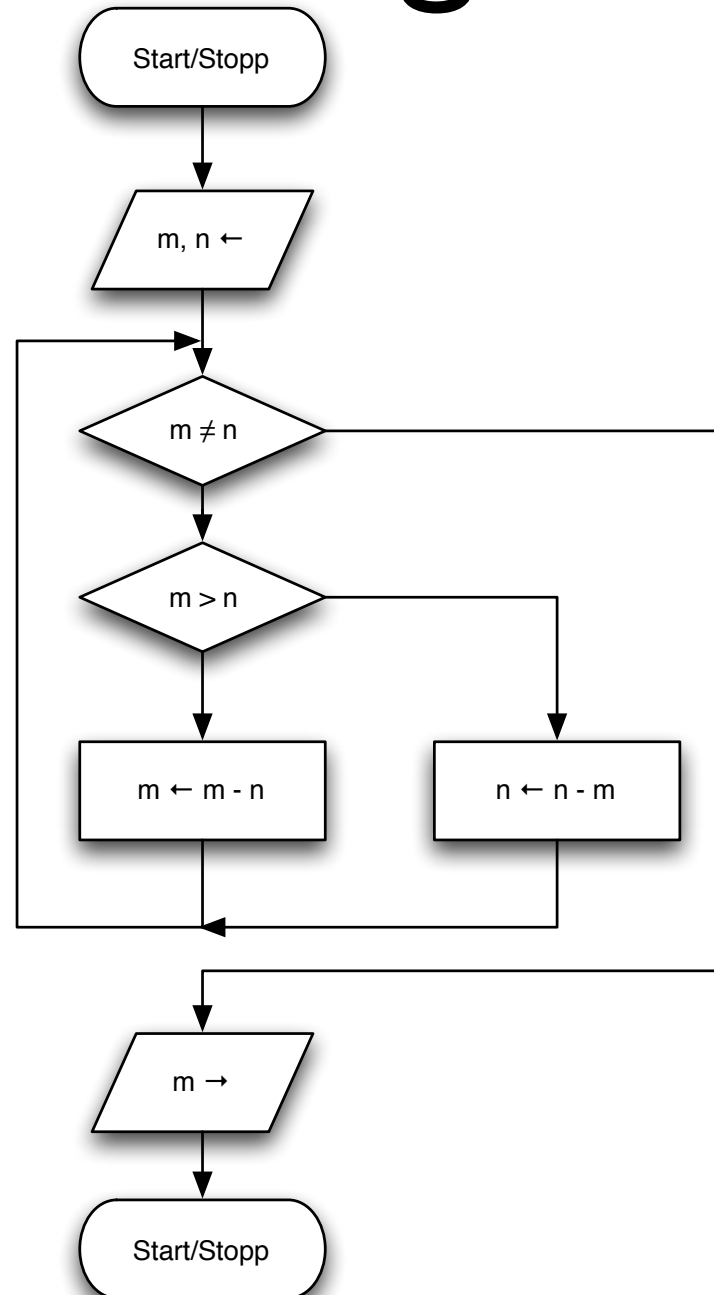 Start/Stopp
m, n ←
m ≠ n
m > n
m ← m - n
n ← n - m
m →
Start/Stopp